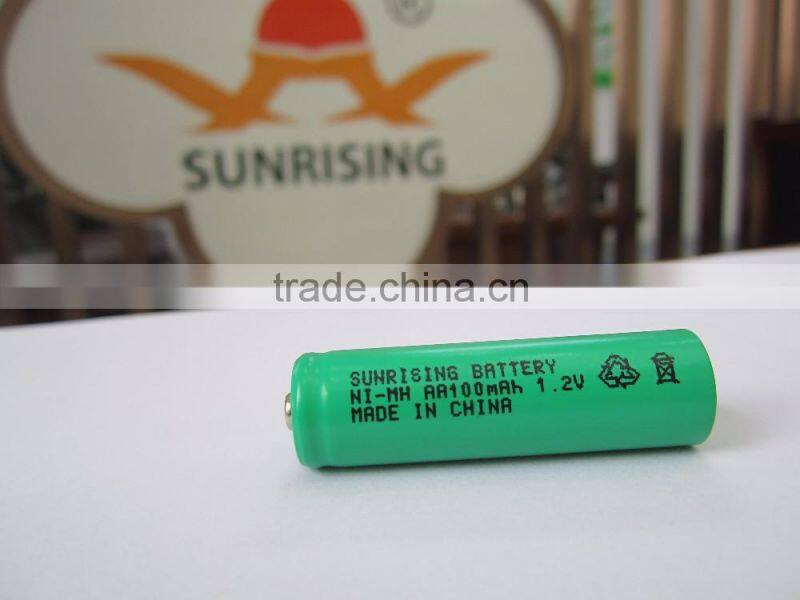 ®
SUNRISING
trade.china.cn
SUNRISING BATTERY
NI-MH AA100mAh 1.2V
MADE IN CHINA